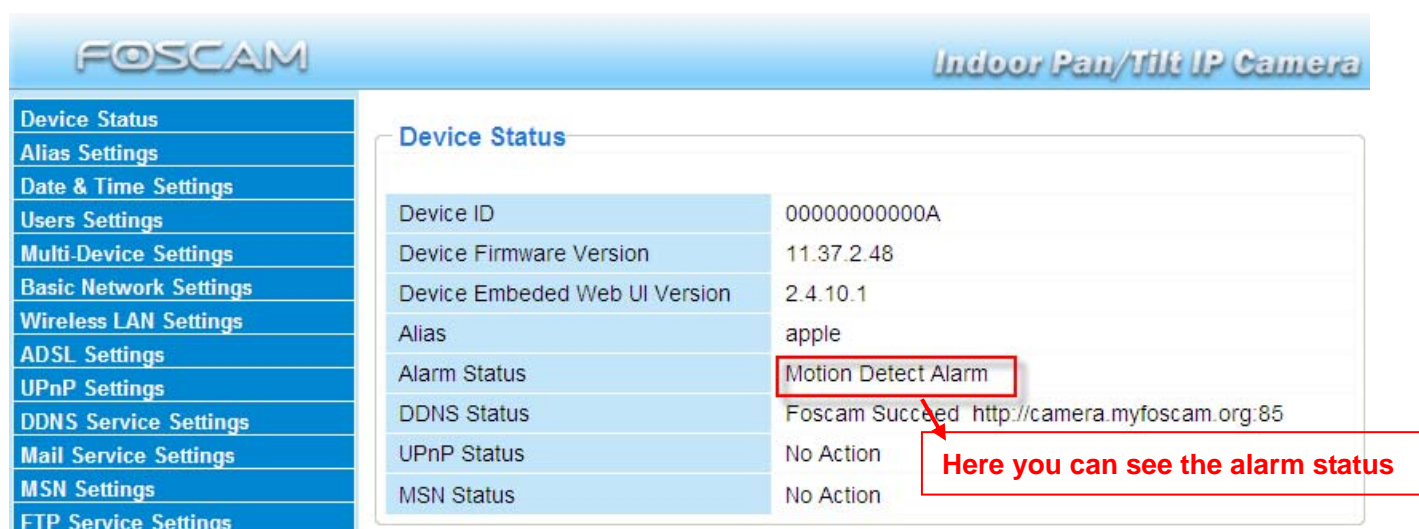 FOSCAM
Indoor Pan/Tilt IP Camera
Device Status
Alias Settings
Date & Time Settings
Users Settings
Multi-Device Settings
Basic Network Settings
Wireless LAN Settings
ADSL Settings
UPnP Settings
DDNS Service Settings
Mail Service Settings
MSN Settings
FTP Service Settings
Device Status
Device ID 00000000000A
Device Firmware Version 11.37.2.48
Device Embeded Web UI Version 2.4.10.1
Alias apple
Alarm Status Motion Detect Alarm
DDNS Status Foscam Succeed http://camera.myfoscam.org:85
UPnP Status No Action
MSN Status No Action
Here you can see the alarm status